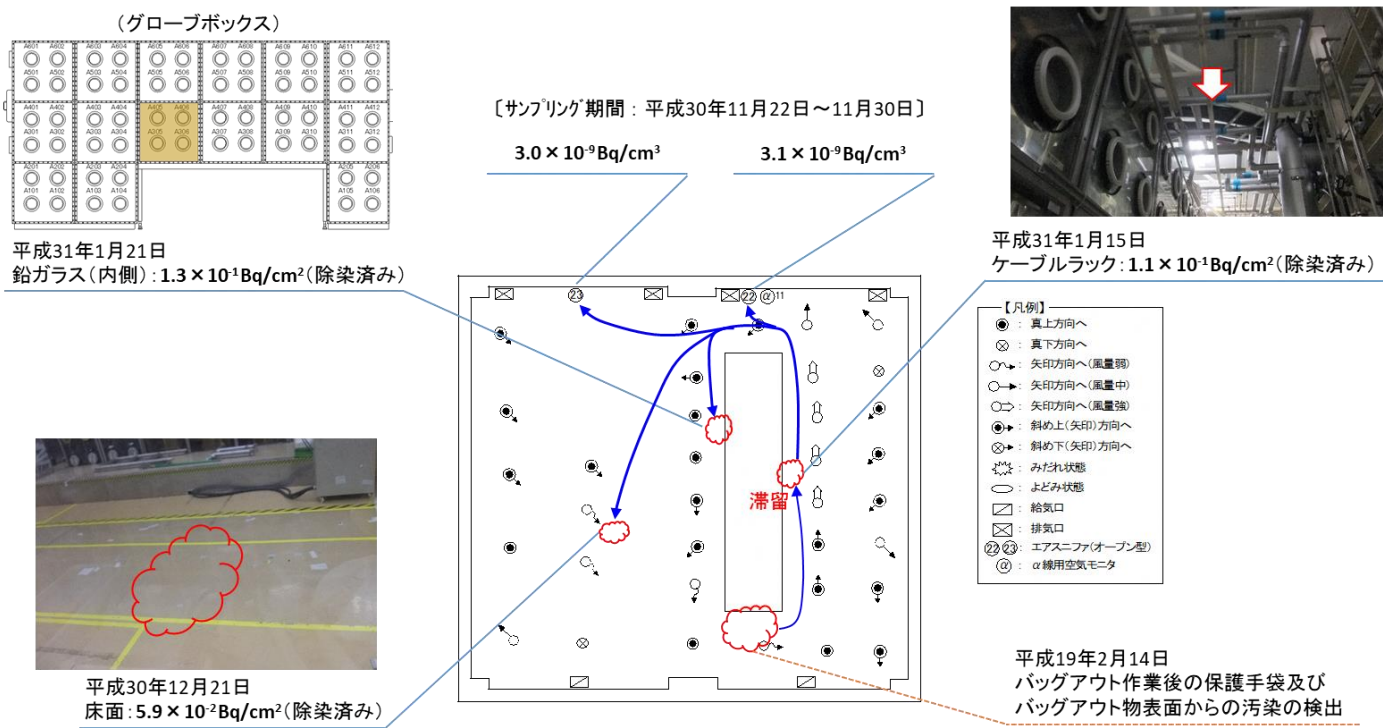 （グローブボックス）
A601 A602 A603 A604 A605 A606 A607 A608 A609 A610 A611 A612
A501 A502 A503 A504 A505 A506 A507 A508 A509 A510 A511 A512
A401 A402 A403 A404 A405 A406 A407 A408 A409 A410 A411 A412
A301 A302 A303 A304 A305 A306 A307 A308 A309 A310 A311 A312
A201 A202 A203 A204 A205 A206
A101 A102 A103 A104 A105 A106
平成31年1月21日
鉛ガラス（内側）：1.3×10⁻¹Bq/cm²（除染済み）
〔サンプリング期間：平成30年11月22日～11月30日〕
3.0×10⁻⁹Bq/cm³
3.1×10⁻⁹Bq/cm³
平成31年1月15日
ケーブルラック：1.1×10⁻¹Bq/cm²（除染済み）
23
22 α11
滞留
【凡例】
：真上方向へ
：真下方向へ
：矢印方向へ（風量弱）
：矢印方向へ（風量中）
：矢印方向へ（風量強）
：斜め上（矢印）方向へ
：斜め下（矢印）方向へ
：みだれ状態
：よどみ状態
：給気口
：排気口
22 23：エアスニファ（オープン型）
α：α線用空気モニタ
平成30年12月21日
床面：5.9×10⁻²Bq/cm²（除染済み）
平成19年2月14日
バッグアウト作業後の保護手袋及び
バッグアウト物表面からの汚染の検出